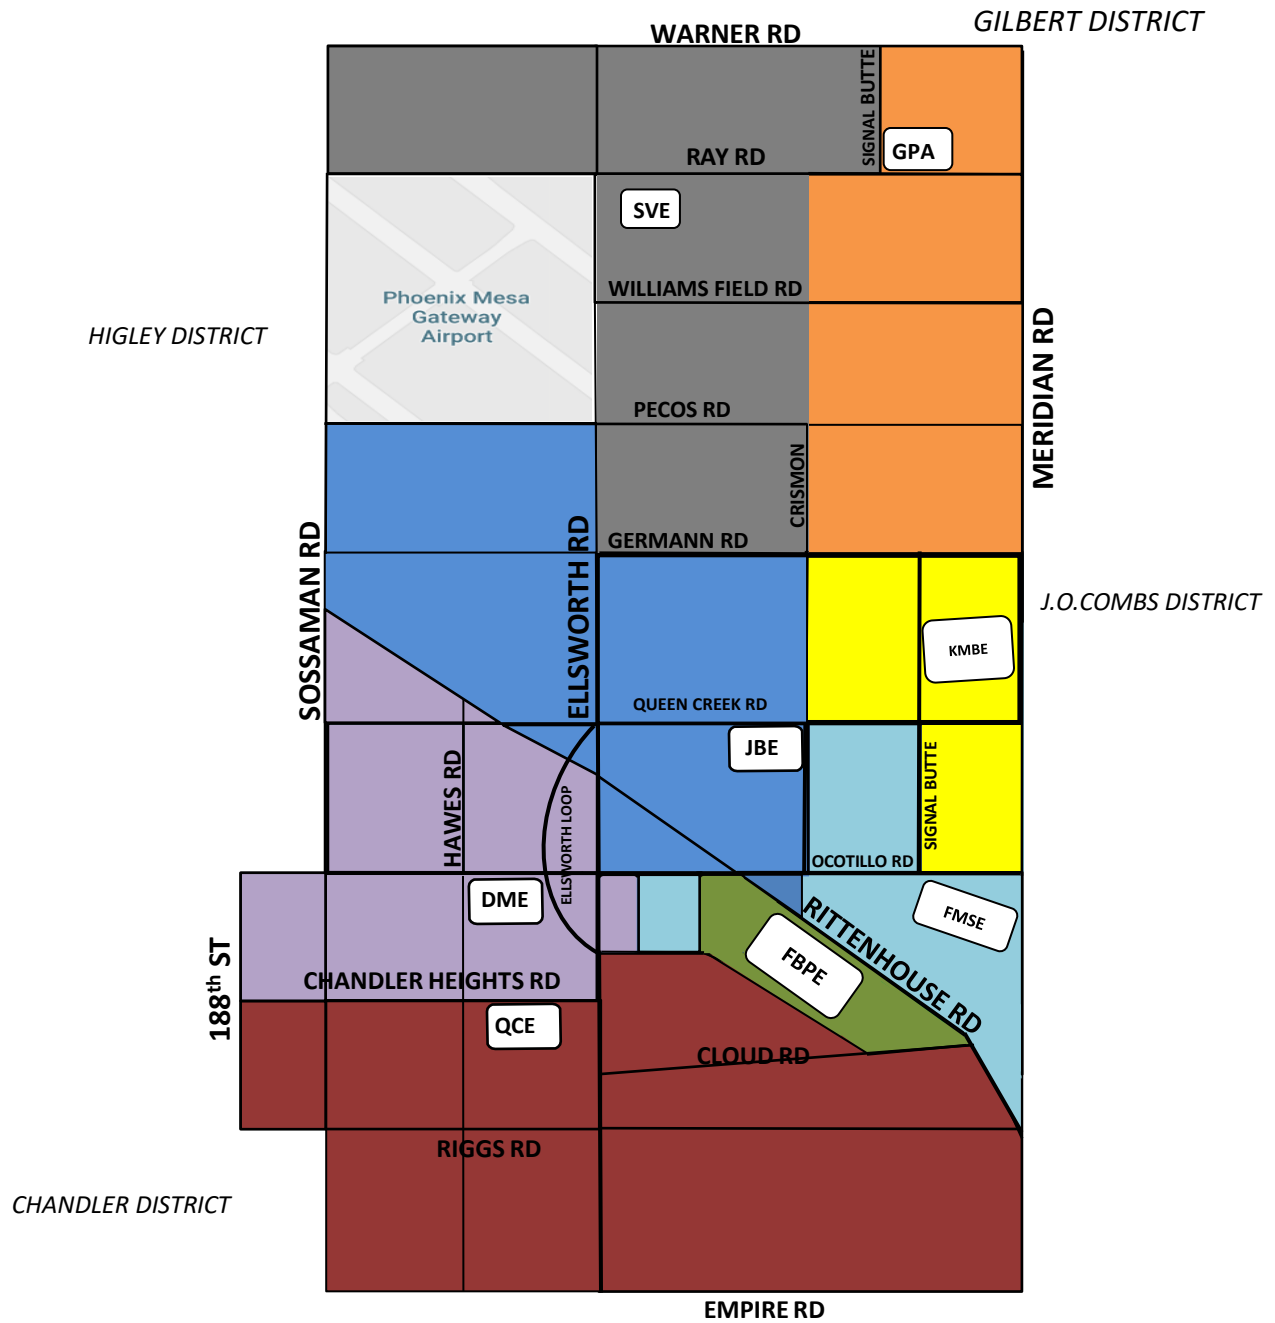 GILBERT DISTRICT
WARNER RD
SIGNAL BUTTE
GPA
RAY RD
SVE
WILLIAMS FIELD RD
Phoenix Mesa
Gateway
Airport
HIGLEY DISTRICT
MERIDIAN RD
PECOS RD
CRISMON
GERMANN RD
SOSSAMAN RD
ELLSWORTH RD
J.O.COMBS DISTRICT
KMBE
QUEEN CREEK RD
JBE
HAWES RD
SIGNAL BUTTE
ELLSWORTH LOOP
OCOTILLO RD
DME
FMSE
RITTENHOUSE RD
FBPE
188th ST
CHANDLER HEIGHTS RD
QCE
CLOUD RD
RIGGS RD
CHANDLER DISTRICT
EMPIRE RD